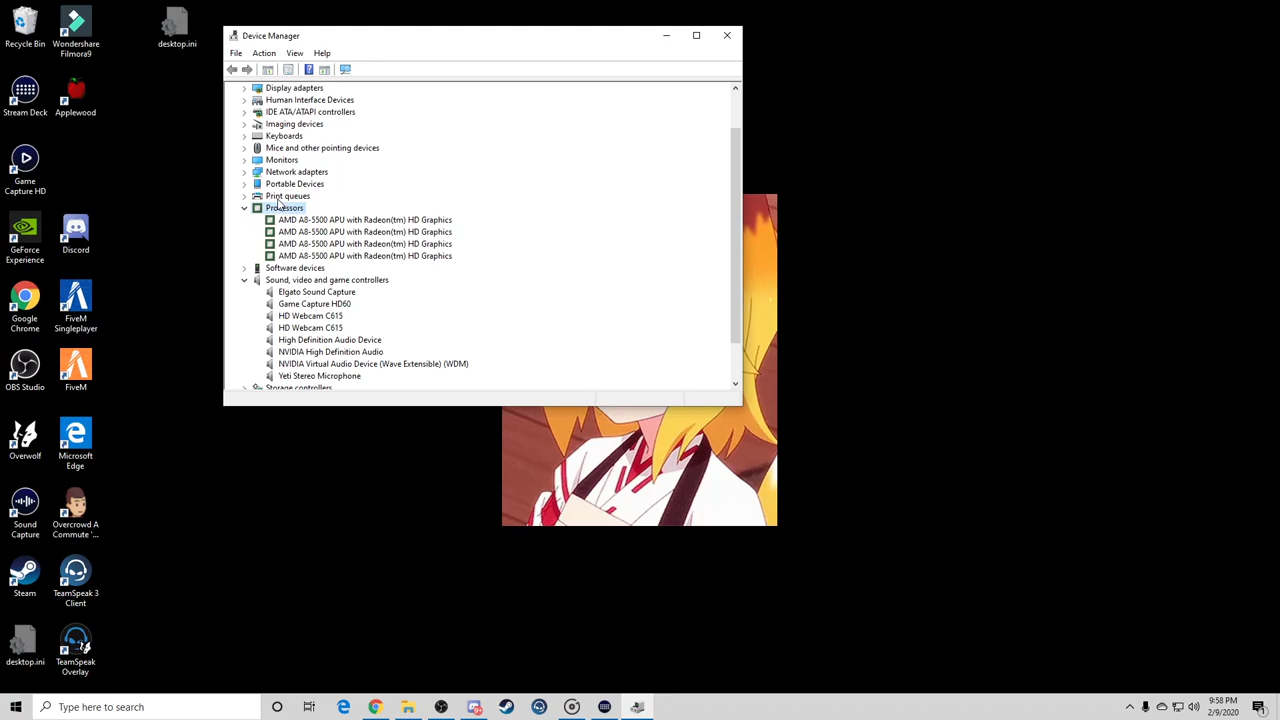 Recycle Bin
Wondershare
Filmora9
desktop.ini
Stream Deck
Applewood
Game
Capture HD
GeForce
Experience
Discord
Google
Chrome
FiveM
Singleplayer
OBS Studio
FiveM
Overwolf
Microsoft
Edge
Sound
Capture
Overcrowd A
Commute '...
Steam
TeamSpeak 3
Client
desktop.ini
TeamSpeak
Overlay
Device Manager
File Action View Help
Display adapters
Human Interface Devices
IDE ATA/ATAPI controllers
Imaging devices
Keyboards
Mice and other pointing devices
Monitors
Network adapters
Portable Devices
Print queues
Processors
AMD A8-5500 APU with Radeon(tm) HD Graphics
AMD A8-5500 APU with Radeon(tm) HD Graphics
AMD A8-5500 APU with Radeon(tm) HD Graphics
AMD A8-5500 APU with Radeon(tm) HD Graphics
Software devices
Sound, video and game controllers
Elgato Sound Capture
Game Capture HD60
HD Webcam C615
HD Webcam C615
High Definition Audio Device
NVIDIA High Definition Audio
NVIDIA Virtual Audio Device (Wave Extensible) (WDM)
Yeti Stereo Microphone
Storage controllers
Type here to search
9:58 PM
2/9/2020